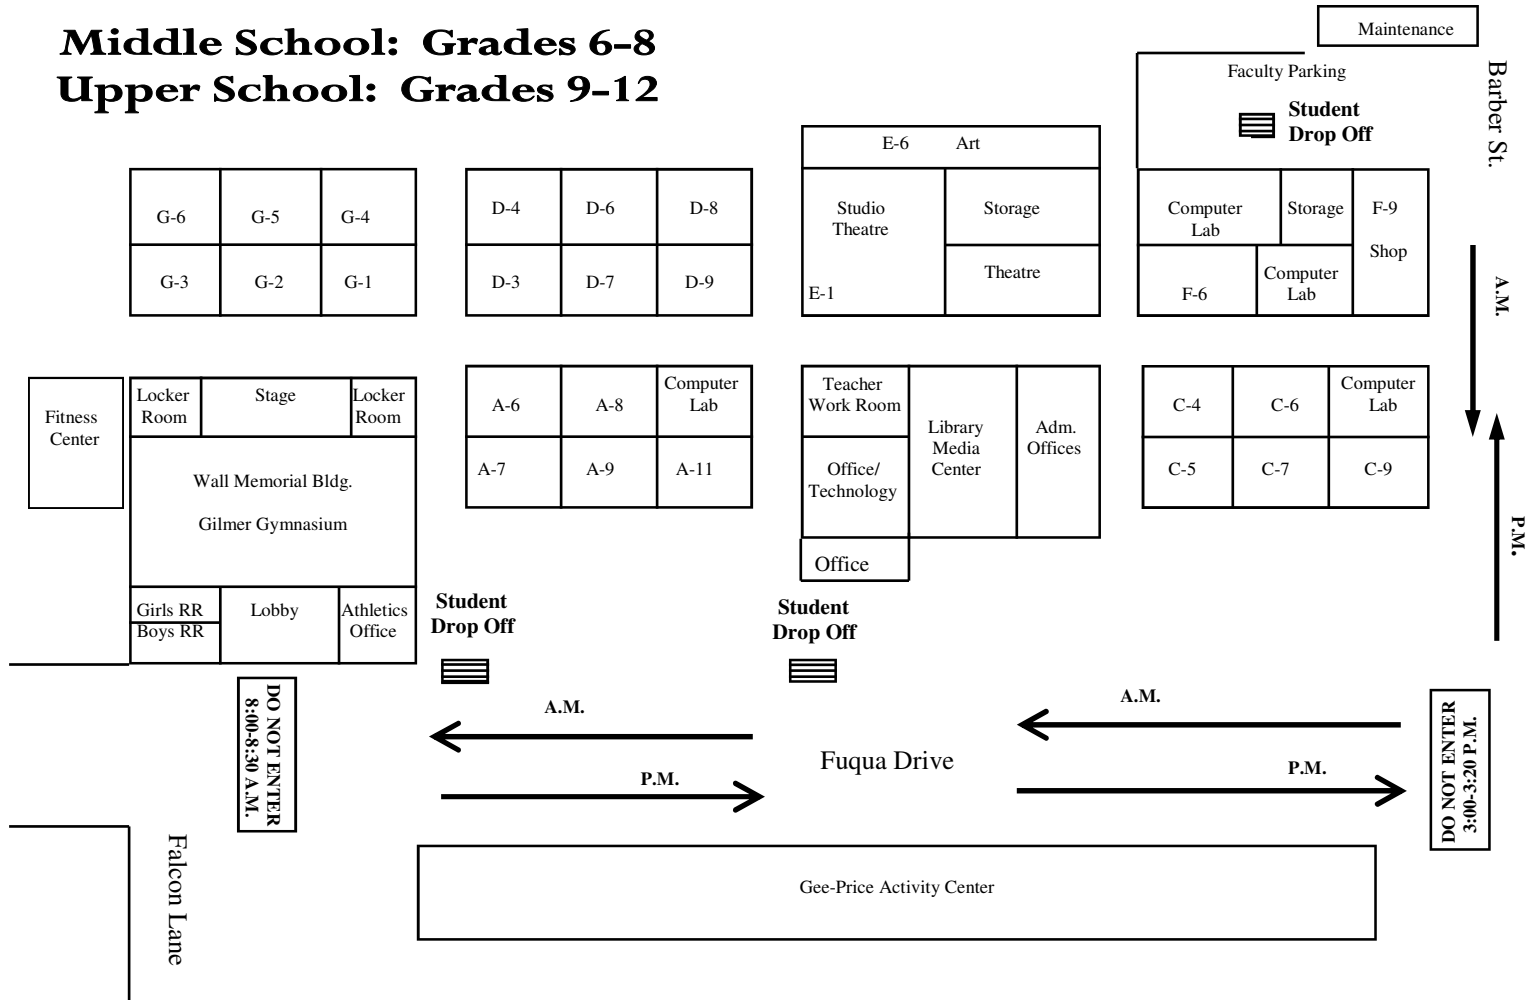 Middle School: Grades 6-8
Upper School: Grades 9-12
Maintenance
Faculty Parking
Student
Drop Off
Barber St.
E-6 Art
G-6 G-5 G-4
G-3 G-2 G-1
D-4 D-6 D-8
D-3 D-7 D-9
Studio
Theatre
E-1
Storage
Theatre
Computer
Lab
Storage
F-9
Shop
F-6
Computer
Lab
A.M.
Fitness
Center
Locker
Room
Stage
Locker
Room
Wall Memorial Bldg.
Gilmer Gymnasium
Girls RR
Boys RR
Lobby
Athletics
Office
A-6 A-8
Computer
Lab
A-7 A-9 A-11
Teacher
Work Room
Office/
Technology
Office
Library
Media
Center
Adm.
Offices
C-4 C-6
Computer
Lab
C-5 C-7 C-9
P.M.
Student
Drop Off
Student
Drop Off
DO NOT ENTER
8:00-8:30 A.M.
A.M.
P.M.
Fuqua Drive
A.M.
P.M.
DO NOT ENTER
3:00-3:20 P.M.
Falcon Lane
Gee-Price Activity Center